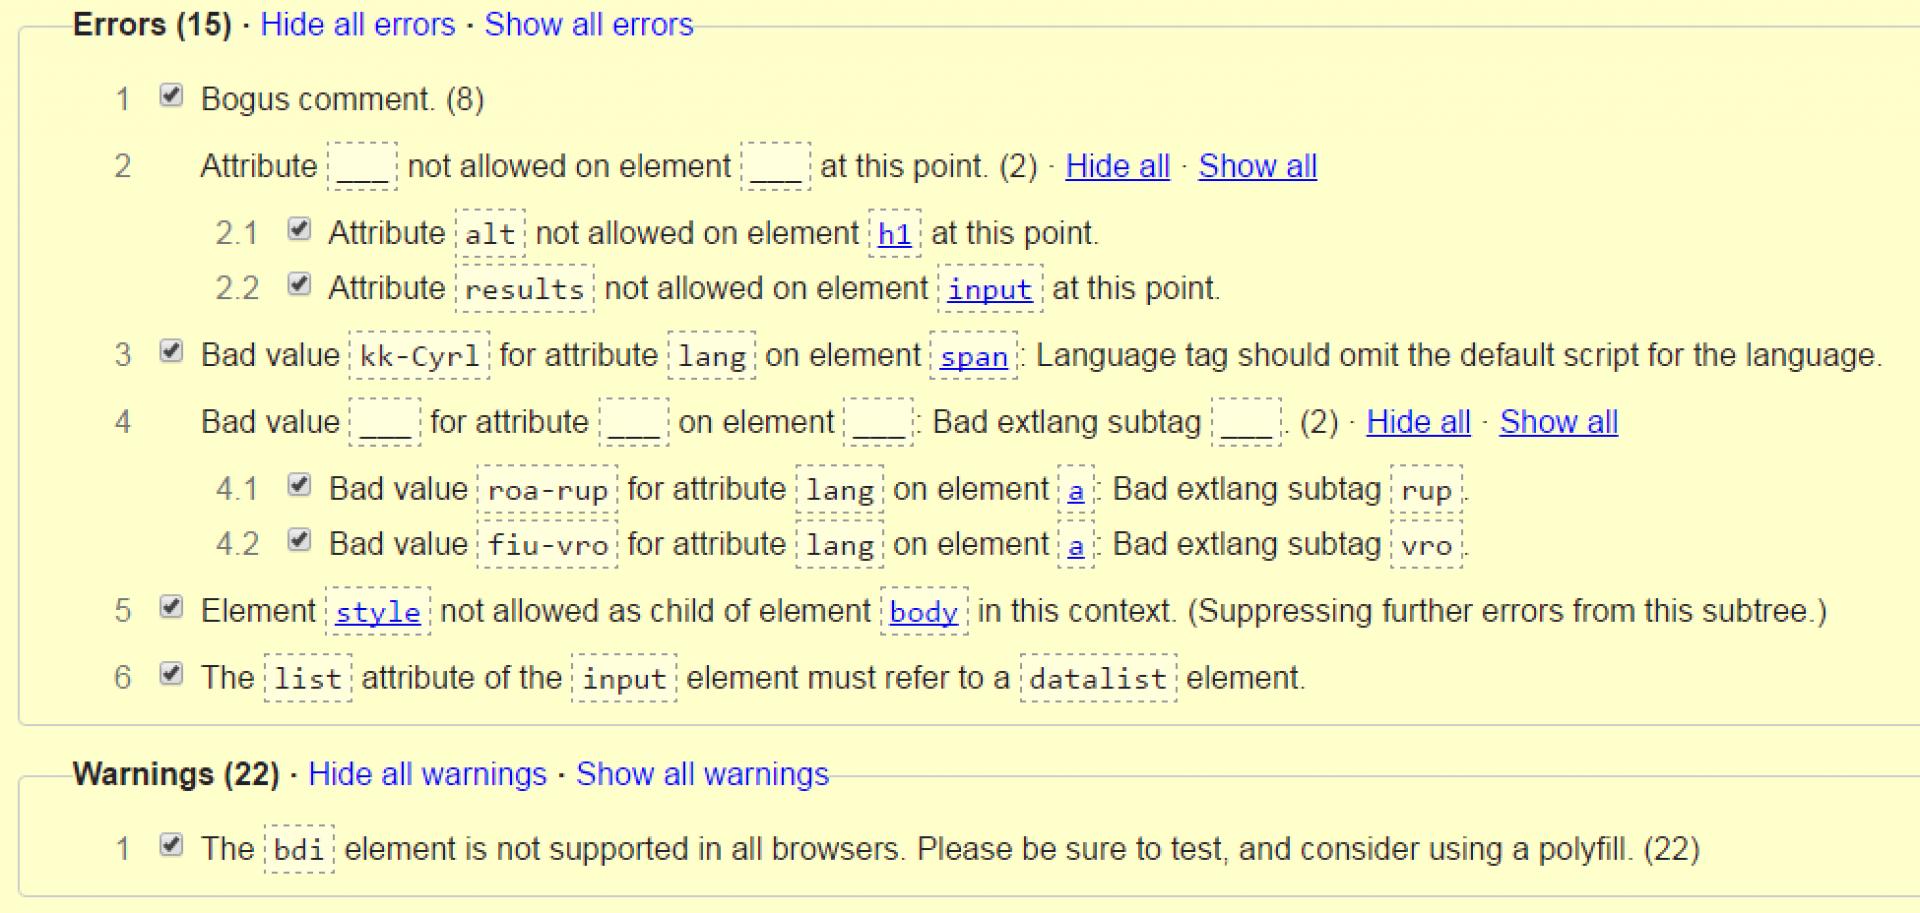 Errors (15) · Hide all errors · Show all errors
1 Bogus comment. (8)
2 Attribute ___ not allowed on element ___ at this point. (2) · Hide all · Show all
2.1 Attribute alt not allowed on element h1 at this point.
2.2 Attribute results not allowed on element input at this point.
3 Bad value kk-Cyrl for attribute lang on element span: Language tag should omit the default script for the language.
4 Bad value ___ for attribute ___ on element ___: Bad extlang subtag ___. (2) · Hide all · Show all
4.1 Bad value roa-rup for attribute lang on element a: Bad extlang subtag rup.
4.2 Bad value fiu-vro for attribute lang on element a: Bad extlang subtag vro.
5 Element style not allowed as child of element body in this context. (Suppressing further errors from this subtree.)
6 The list attribute of the input element must refer to a datalist element.
Warnings (22) · Hide all warnings · Show all warnings
1 The bdi element is not supported in all browsers. Please be sure to test, and consider using a polyfill. (22)